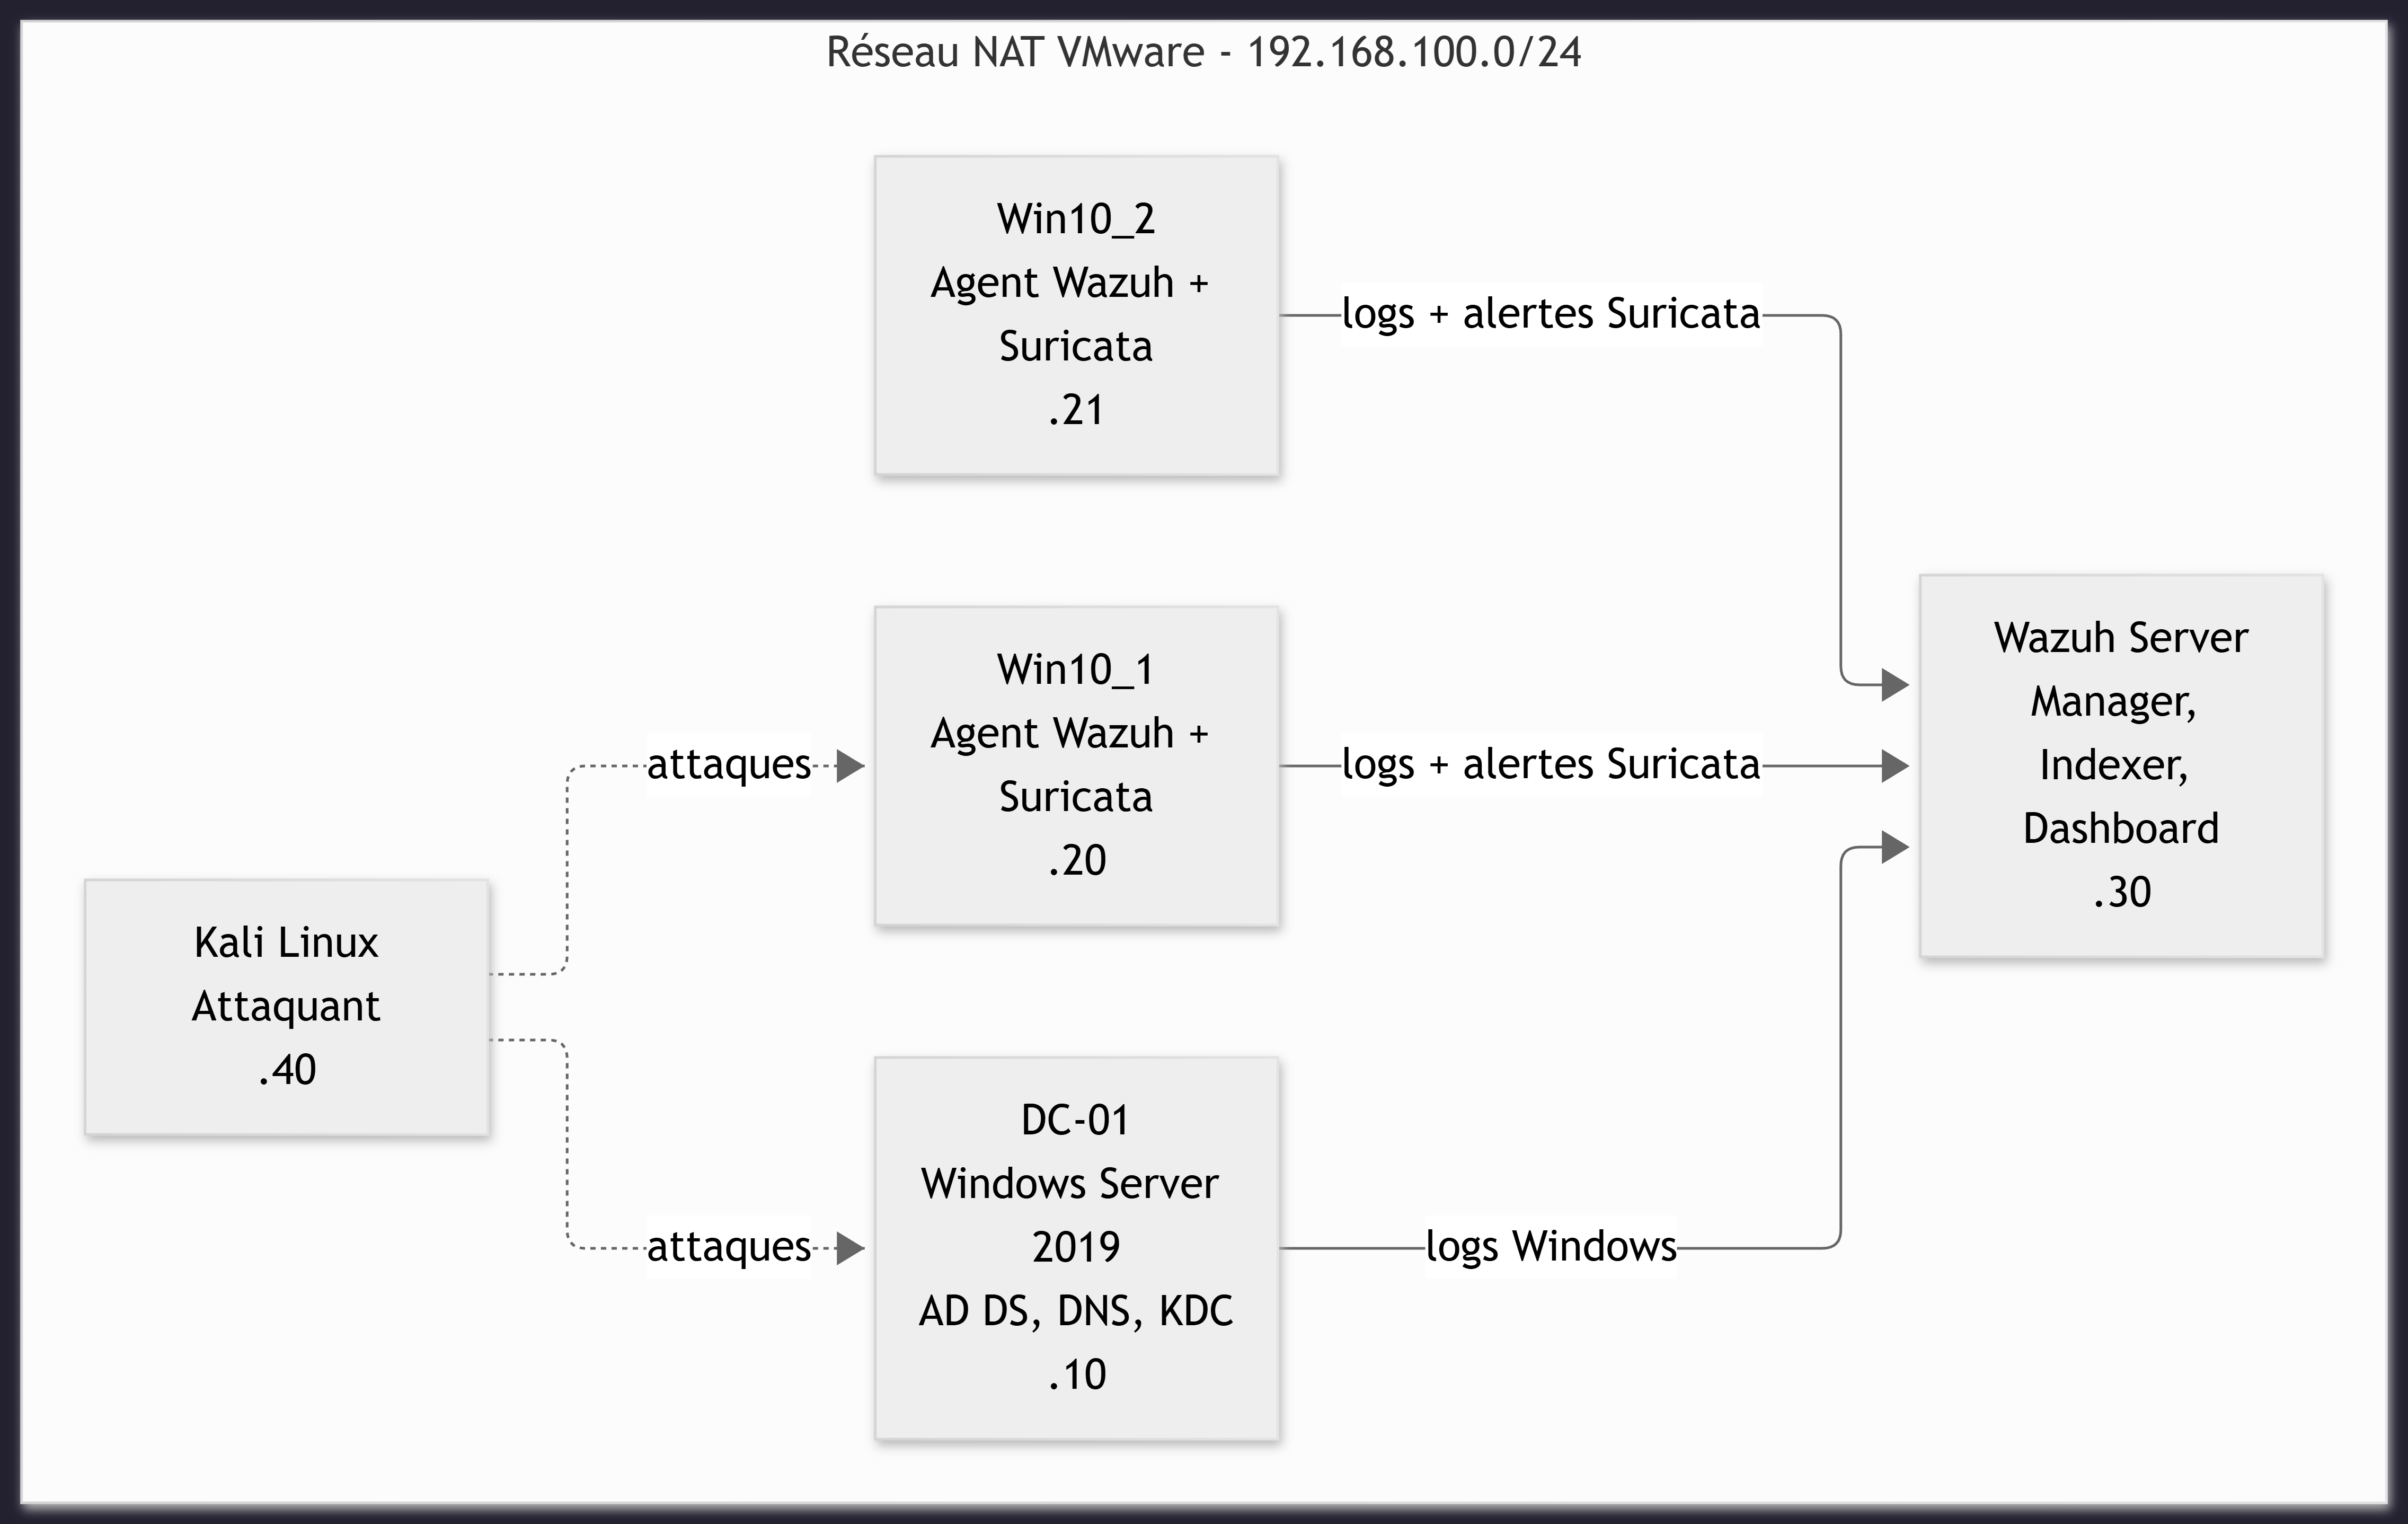 Réseau NAT VMware - 192.168.100.0/24
Win10_2
Agent Wazuh +
Suricata
.21
logs + alertes Suricata
Win10_1
Agent Wazuh +
Suricata
.20
attaques
logs + alertes Suricata
Wazuh Server
Manager,
Indexer,
Dashboard
.30
Kali Linux
Attaquant
.40
attaques
DC-01
Windows Server
2019
AD DS, DNS, KDC
.10
logs Windows